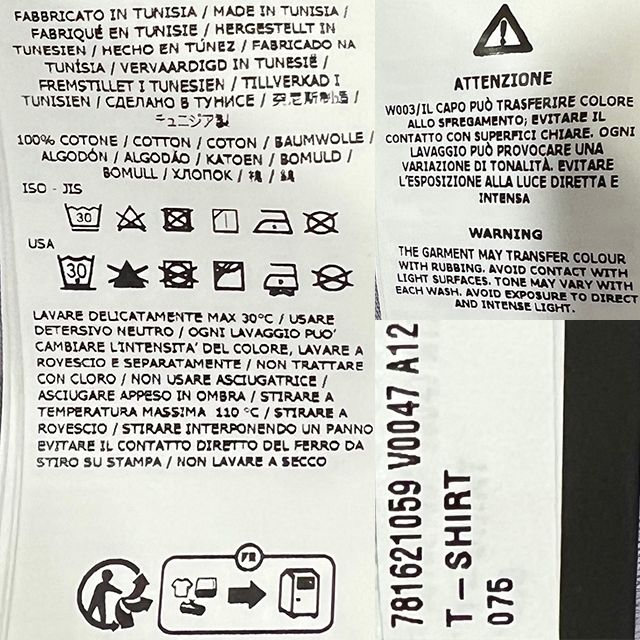 FABBRICATO IN TUNISIA / MADE IN TUNISIA /
FABRIQUÉ EN TUNISIE / HERGESTELLT IN
TUNESIEN / HECHO EN TÚNEZ / FABRICADO NA
TUNÍSIA / VERVAARDIGD IN TUNESIË /
FREMSTILLET I TUNESIEN / TILLVERKAD I
TUNISIEN / СДЕЛАНО В ТУНИСЕ / 突尼斯制造 /
チュニジア製
100% COTONE / COTTON / COTON / BAUMWOLLE /
ALGODÓN / ALGODÃO / KATOEN / BOMULD /
BOMULL / ХЛОПОК / 棉 /
ISO - JIS
30
USA
30
LAVARE DELICATAMENTE MAX 30°C / USARE
DETERSIVO NEUTRO / OGNI LAVAGGIO PUO'
CAMBIARE L'INTENSITA' DEL COLORE, LAVARE A
ROVESCIO E SEPARATAMENTE / NON TRATTARE
CON CLORO / NON USARE ASCIUGATRICE /
ASCIUGARE APPESO IN OMBRA / STIRARE A
TEMPERATURA MASSIMA 110 °C / STIRARE A
ROVESCIO / STIRARE INTERPONENDO UN PANNO
EVITARE IL CONTATTO DIRETTO DEL FERRO DA
STIRO SU STAMPA / NON LAVARE A SECCO
FR
ATTENZIONE
W003/IL CAPO PUÒ TRASFERIRE COLORE
ALLO SFREGAMENTO; EVITARE IL
CONTATTO CON SUPERFICI CHIARE. OGNI
LAVAGGIO PUÒ PROVOCARE UNA
VARIAZIONE DI TONALITÀ. EVITARE
L'ESPOSIZIONE ALLA LUCE DIRETTA E
INTENSA
WARNING
THE GARMENT MAY TRANSFER COLOUR
WITH RUBBING. AVOID CONTACT WITH
LIGHT SURFACES. TONE MAY VARY WITH
EACH WASH. AVOID EXPOSURE TO DIRECT
AND INTENSE LIGHT.
781621059 V0047 A12
T-SHIRT
075